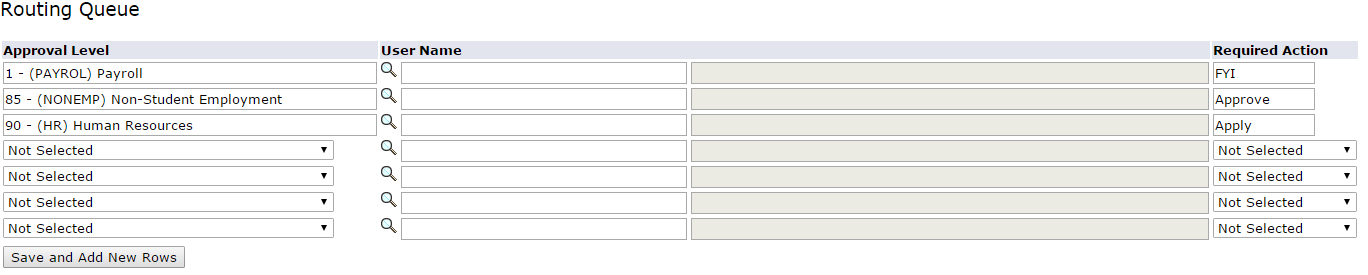 Routing Queue
Approval Level User Name Required Action
1 - (PAYROL) Payroll FYI
85 - (NONEMP) Non-Student Employment Approve
90 - (HR) Human Resources Apply
Not Selected Not Selected
Not Selected Not Selected
Not Selected Not Selected
Not Selected Not Selected
Save and Add New Rows